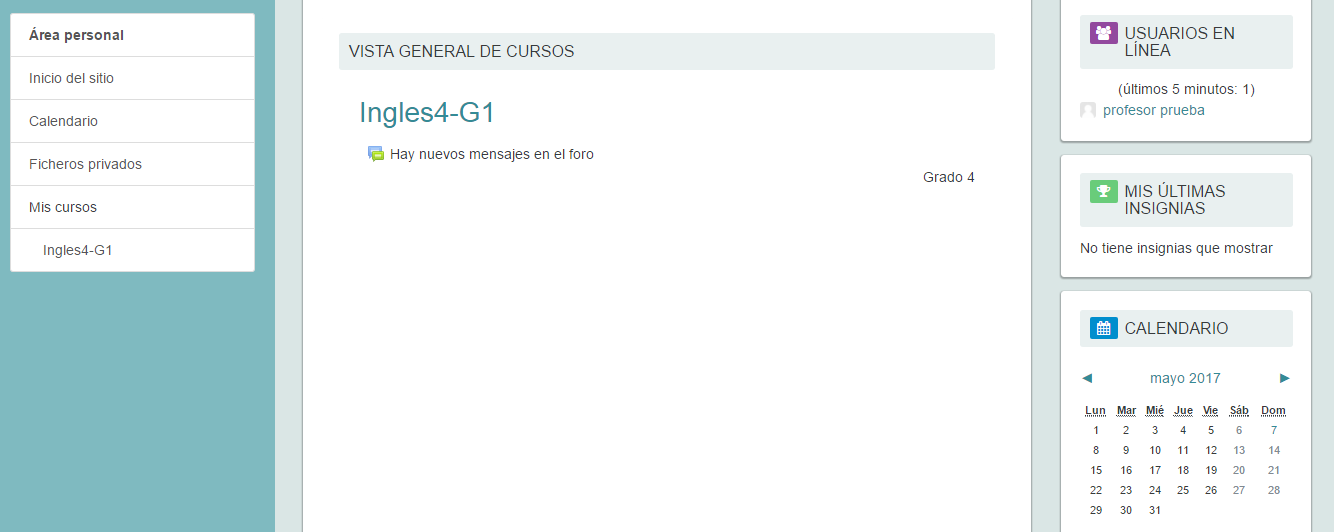 Área personal
Inicio del sitio
Calendario
Ficheros privados
Mis cursos
Ingles4-G1
VISTA GENERAL DE CURSOS
Ingles4-G1
Hay nuevos mensajes en el foro
Grado 4
USUARIOS EN
LÍNEA
(últimos 5 minutos: 1)
profesor prueba
MIS ÚLTIMAS
INSIGNIAS
No tiene insignias que mostrar
CALENDARIO
◄ mayo 2017 ►
Lun Mar Mié Jue Vie Sáb Dom
1 2 3 4 5 6 7
8 9 10 11 12 13 14
15 16 17 18 19 20 21
22 23 24 25 26 27 28
29 30 31